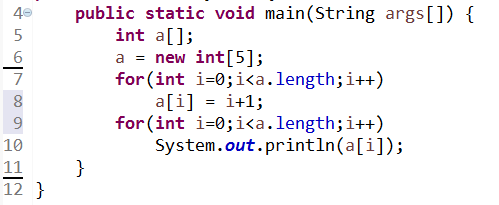 4 public static void main(String args[]) {
5 int a[];
6 a = new int[5];
7 for(int i=0;i<a.length;i++)
8 a[i] = i+1;
9 for(int i=0;i<a.length;i++)
10 System.out.println(a[i]);
11 }
12 }